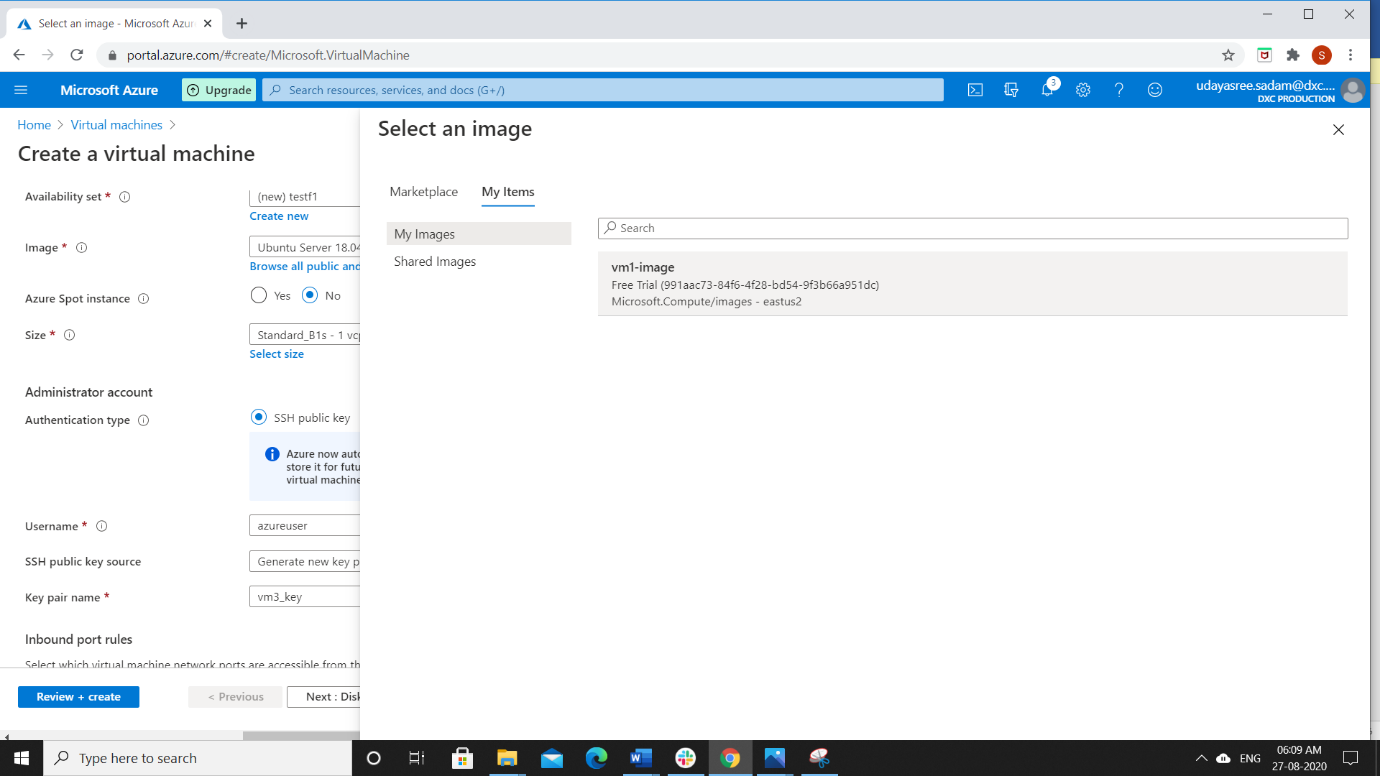 Select an image - Microsoft Azur
portal.azure.com/#create/Microsoft.VirtualMachine
S
Microsoft Azure
Upgrade
Search resources, services, and docs (G+/)
3
udayasree.sadam@dxc....
DXC PRODUCTION
Home > Virtual machines >
Create a virtual machine
Availability set *
(new) testf1
Create new
Image *
Ubuntu Server 18.04
Browse all public and
Azure Spot instance
Yes
No
Size *
Standard_B1s - 1 vcp
Select size
Administrator account
Authentication type
SSH public key
Azure now auto
store it for futu
virtual machine
Username *
azureuser
SSH public key source
Generate new key p
Key pair name *
vm3_key
Inbound port rules
Select which virtual machine network ports are accessible from th
Review + create
< Previous
Next : Disk
Select an image
Marketplace
My Items
My Images
Shared Images
Search
vm1-image
Free Trial (991aac73-84f6-4f28-bd54-9f3b66a951dc)
Microsoft.Compute/images - eastus2
Type here to search
ENG
06:09 AM
27-08-2020